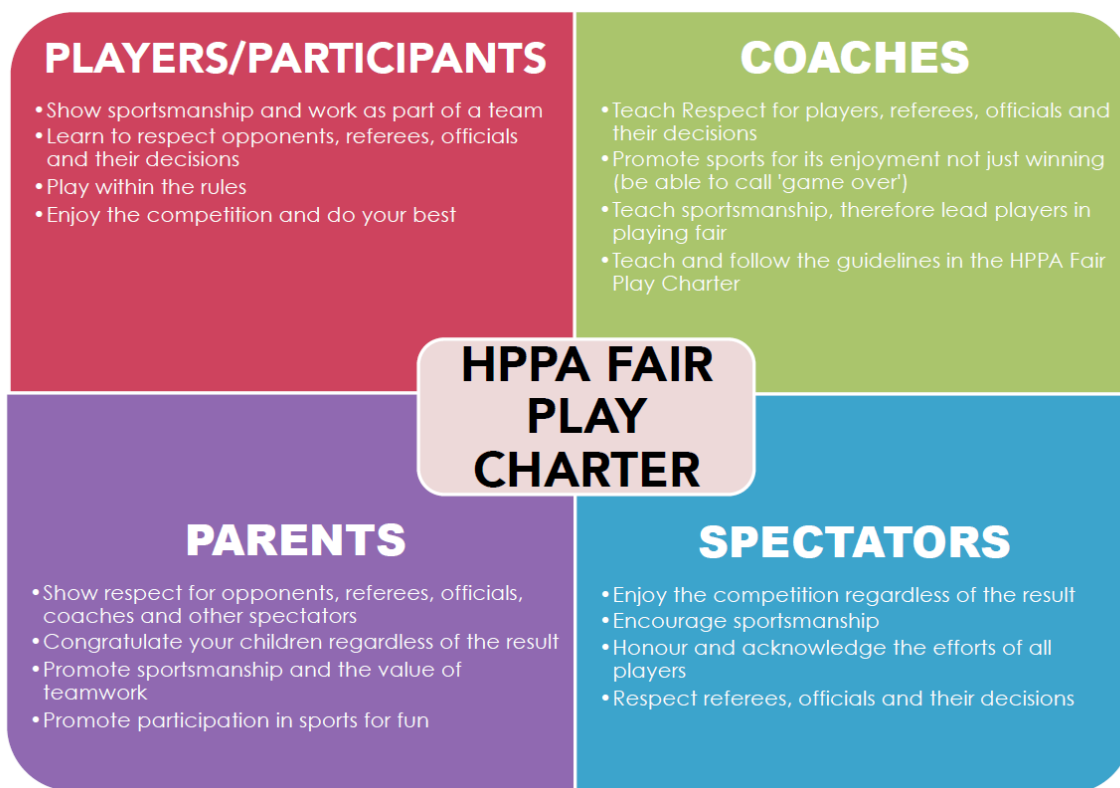 PLAYERS/PARTICIPANTS
•Show sportsmanship and work as part of a team
•Learn to respect opponents, referees, officials
and their decisions
•Play within the rules
•Enjoy the competition and do your best
COACHES
•Teach Respect for players, referees, officials and
their decisions
•Promote sports for its enjoyment not just winning
(be able to call 'game over')
•Teach sportsmanship, therefore lead players in
playing fair
•Teach and follow the guidelines in the HPPA Fair
Play Charter
HPPA FAIR
PLAY
CHARTER
PARENTS
•Show respect for opponents, referees, officials,
coaches and other spectators
•Congratulate your children regardless of the result
•Promote sportsmanship and the value of
teamwork
•Promote participation in sports for fun
SPECTATORS
•Enjoy the competition regardless of the result
•Encourage sportsmanship
•Honour and acknowledge the efforts of all
players
•Respect referees, officials and their decisions